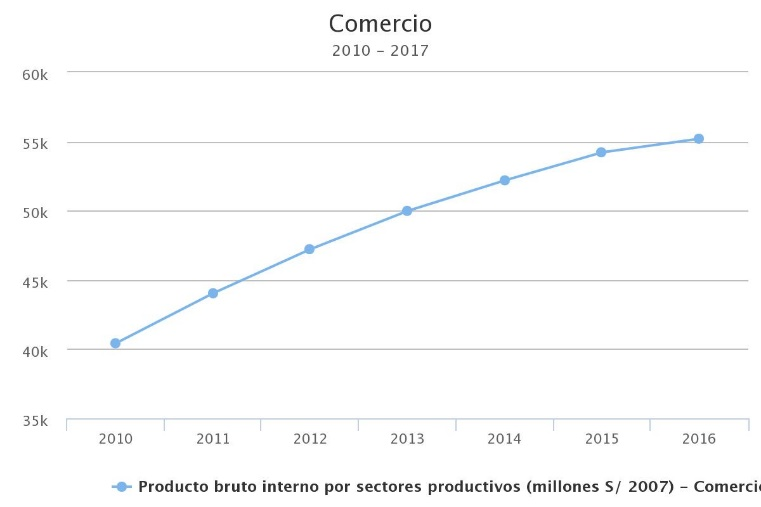 Comercio
2010 – 2017
60k
55k
50k
45k
40k
35k
2010 2011 2012 2013 2014 2015 2016
Producto bruto interno por sectores productivos (millones S/ 2007) – Comercio